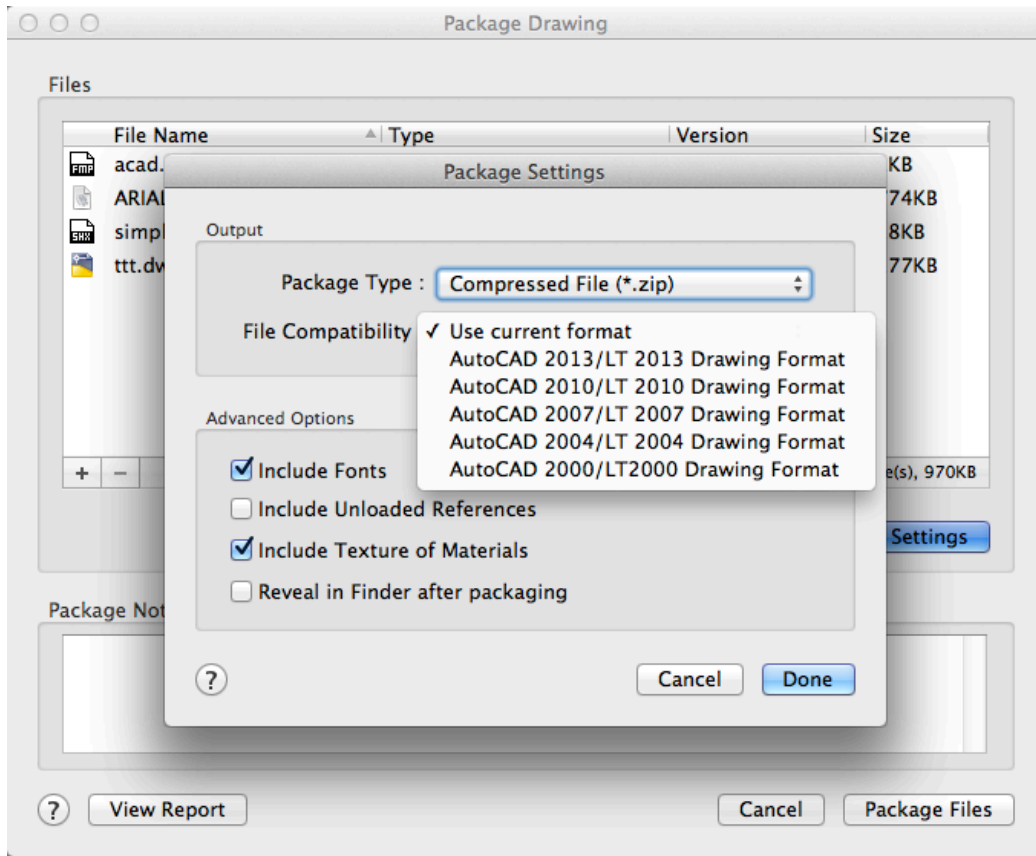 Package Drawing
Files
File Name Type Version Size
FMP acad. KB
ARIAL 74KB
SHX simpl 8KB
ttt.dw 77KB
Package Settings
Output
Package Type : Compressed File (*.zip)
File Compatibility ✓ Use current format
AutoCAD 2013/LT 2013 Drawing Format
AutoCAD 2010/LT 2010 Drawing Format
AutoCAD 2007/LT 2007 Drawing Format
AutoCAD 2004/LT 2004 Drawing Format
AutoCAD 2000/LT2000 Drawing Format
Advanced Options
+ − Include Fonts e(s), 970KB
Include Unloaded References
Settings
Include Texture of Materials
Reveal in Finder after packaging
Package Not
? Cancel Done
? View Report Cancel Package Files